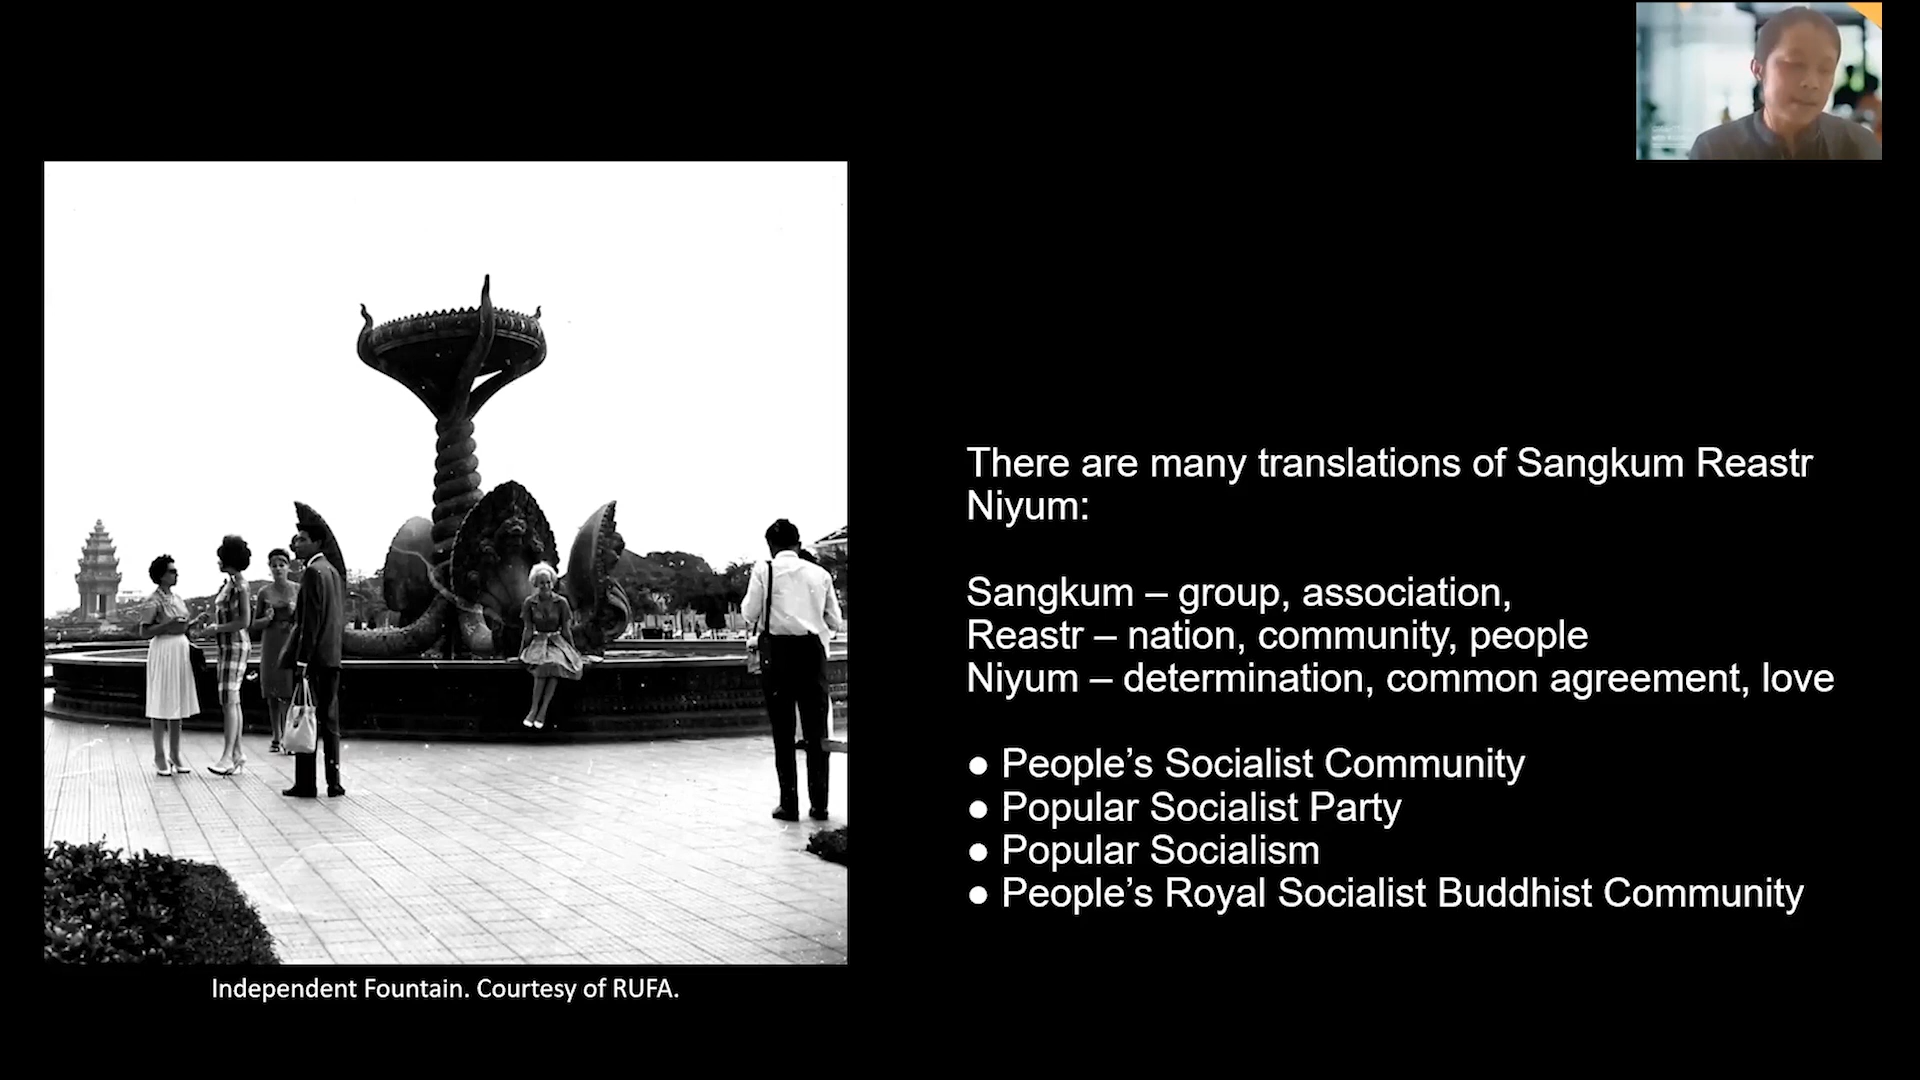 There are many translations of Sangkum Reastr
Niyum:
Sangkum – group, association,
Reastr – nation, community, people
Niyum – determination, common agreement, love
● People’s Socialist Community
● Popular Socialist Party
● Popular Socialism
● People’s Royal Socialist Buddhist Community
Independent Fountain. Courtesy of RUFA.